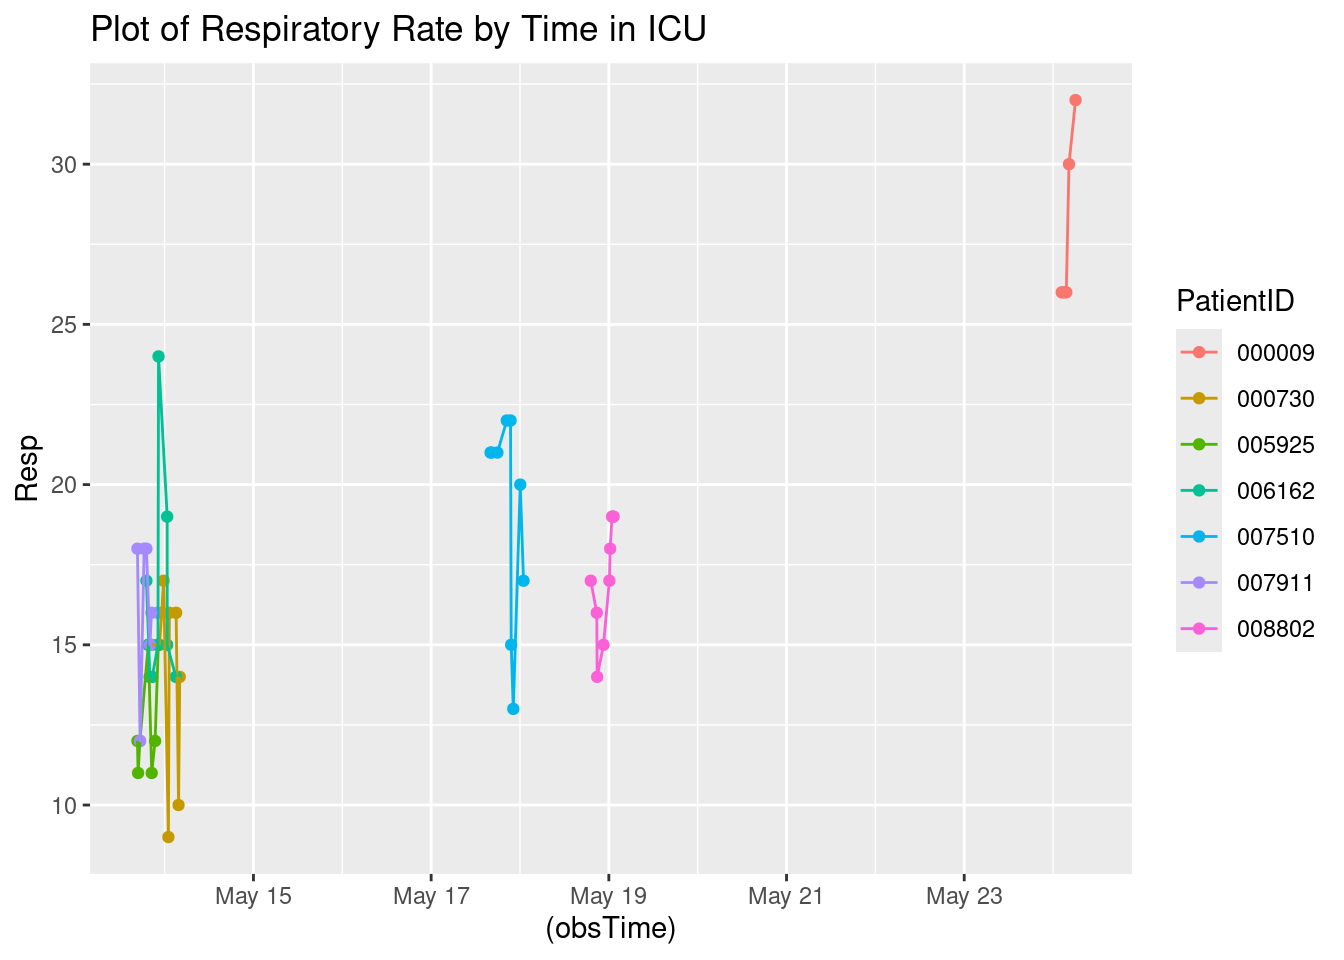 Plot of Respiratory Rate by Time in ICU
30
25
20
15
10
Resp
May 15
May 17
May 19
May 21
May 23
(obsTime)
PatientID
000009
000730
005925
006162
007510
007911
008802